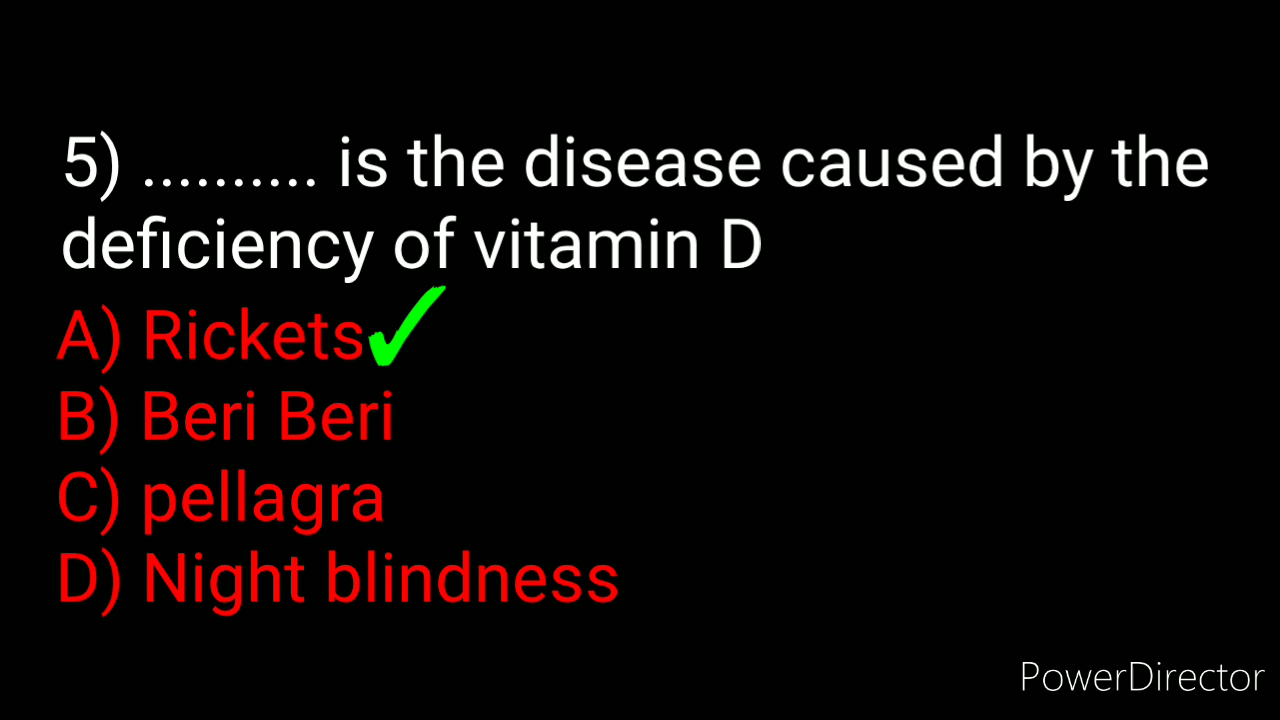 5) .......... is the disease caused by the
deficiency of vitamin D
A) Rickets✓
B) Beri Beri
C) pellagra
D) Night blindness
PowerDirector